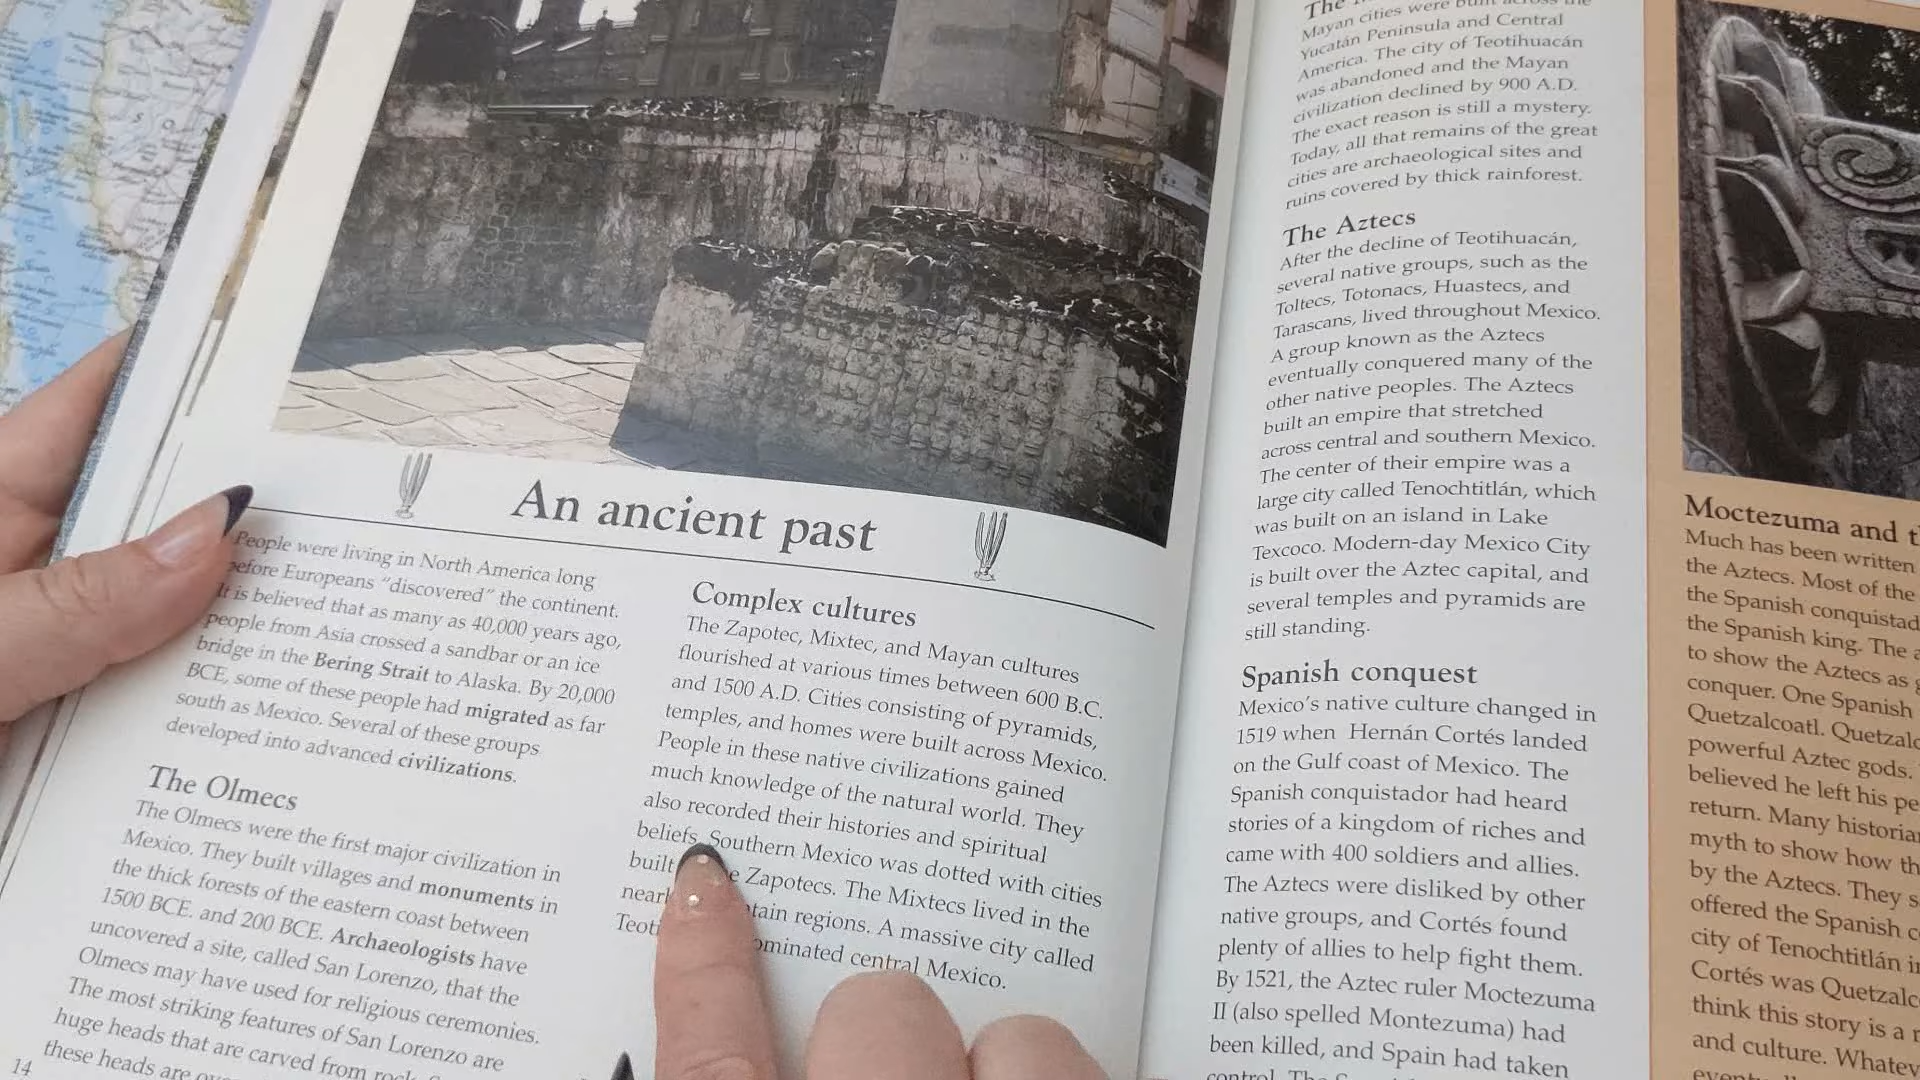 An ancient past
People were living in North America long
before Europeans "discovered" the continent.
It is believed that as many as 40,000 years ago,
people from Asia crossed a sandbar or an ice
bridge in the Bering Strait to Alaska. By 20,000
BCE, some of these people had migrated as far
south as Mexico. Several of these groups
developed into advanced civilizations.
The Olmecs
The Olmecs were the first major civilization in
Mexico. They built villages and monuments in
the thick forests of the eastern coast between
1500 BCE. and 200 BCE. Archaeologists have
uncovered a site, called San Lorenzo, that the
Olmecs may have used for religious ceremonies.
The most striking features of San Lorenzo are
huge heads that are carved from rock.
these heads are
14
Complex cultures
The Zapotec, Mixtec, and Mayan cultures
flourished at various times between 600 B.C.
and 1500 A.D. Cities consisting of pyramids,
temples, and homes were built across Mexico.
People in these native civilizations gained
much knowledge of the natural world. They
also recorded their histories and spiritual
beliefs. Southern Mexico was dotted with cities
built Zapotecs. The Mixtecs lived in the
regions. A massive city called
central Mexico.
The
Mayan cities were built across the
Yucatán Peninsula and Central
America. The city of Teotihuacán
was abandoned and the Mayan
civilization declined by 900 A.D.
The exact reason is still a mystery.
Today, all that remains of the great
cities are archaeological sites and
ruins covered by thick rainforest.
The Aztecs
After the decline of Teotihuacán,
several native groups, such as the
Toltecs, Totonacs, Huastecs, and
Tarascans, lived throughout Mexico.
A group known as the Aztecs
eventually conquered many of the
other native peoples. The Aztecs
built an empire that stretched
across central and southern Mexico.
The center of their empire was a
large city called Tenochtitlán, which
was built on an island in Lake
Texcoco. Modern-day Mexico City
is built over the Aztec capital, and
several temples and pyramids are
still standing.
Spanish conquest
Mexico's native culture changed in
1519 when Hernán Cortés landed
on the Gulf coast of Mexico. The
Spanish conquistador had heard
stories of a kingdom of riches and
came with 400 soldiers and allies.
The Aztecs were disliked by other
native groups, and Cortés found
plenty of allies to help fight them.
By 1521, the Aztec ruler Moctezuma
II (also spelled Montezuma) had
been killed, and Spain had taken
control. The
Moctezuma and
Much has been written
the Aztecs. Most of the
the Spanish
the Spanish king. The
to show the Aztecs as
conquer. One Spanish
Quetzalcoatl.
powerful Aztec gods.
believed he left his
return. Many
myth to show how
by the Aztecs. They
offered the Spanish
city of Tenochtitlán
Cortés was
think this story is a
and culture.